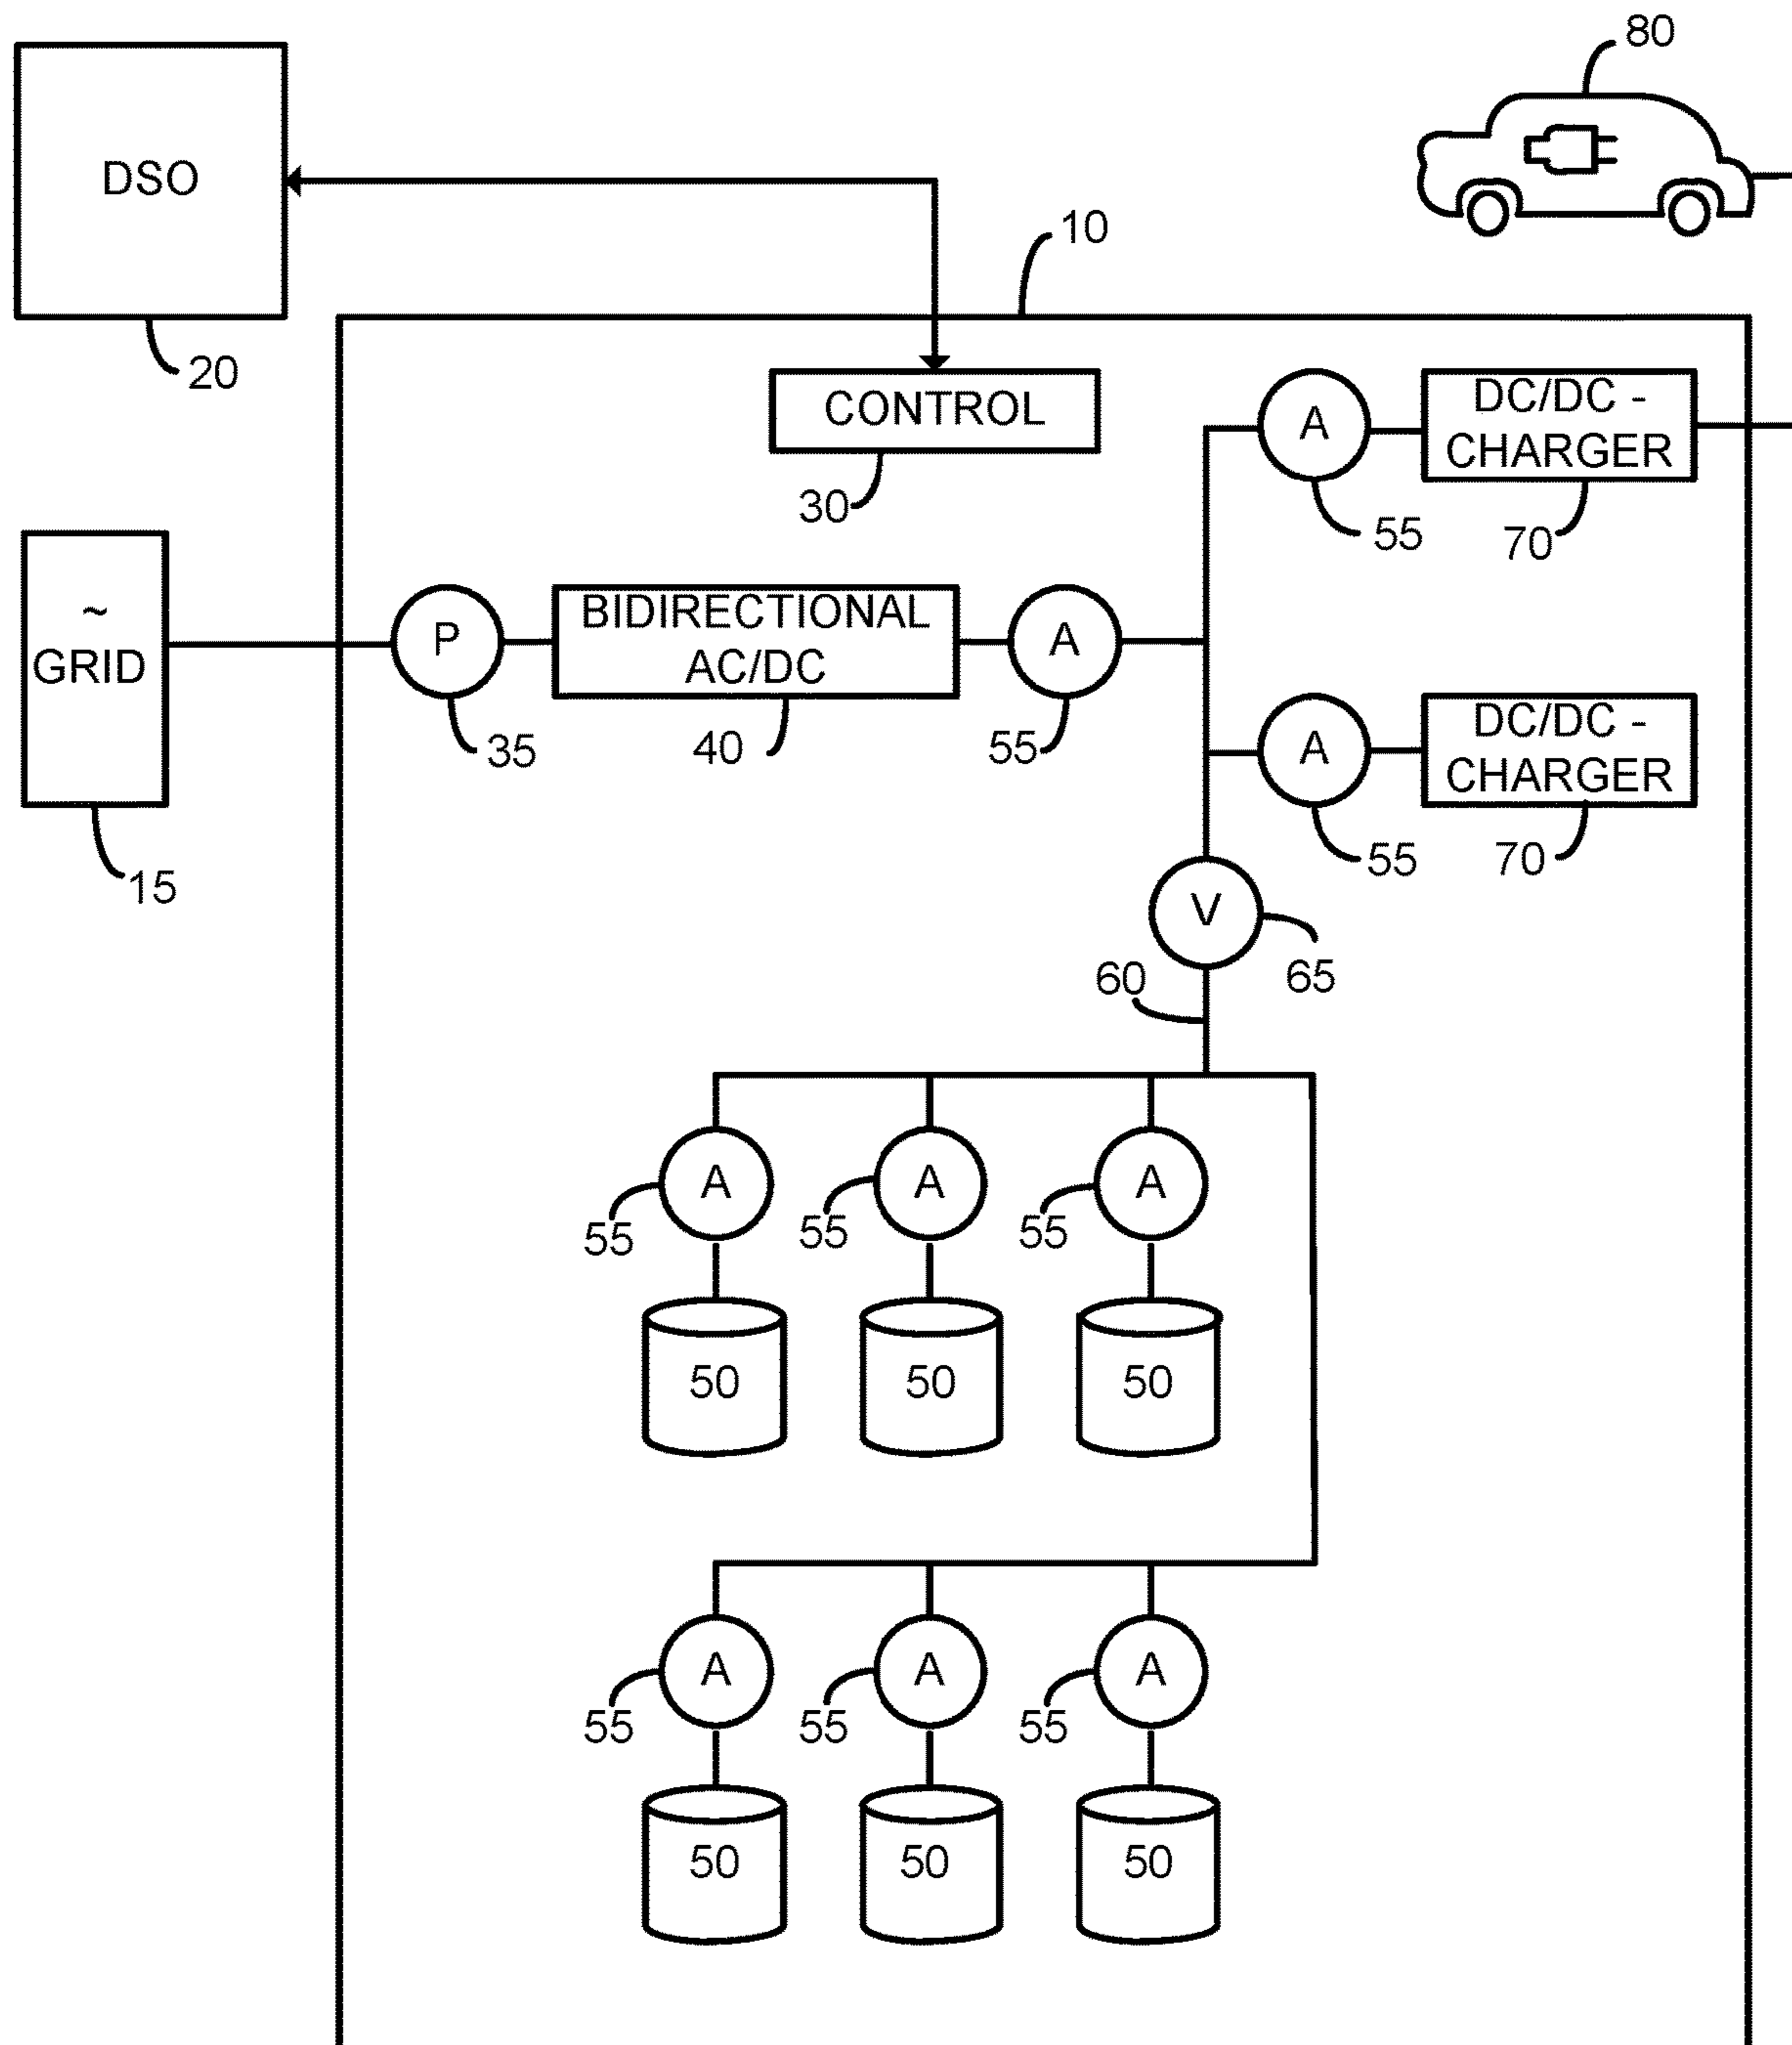 80
DSO
10
20
CONTROL
30
A
DC/DC -
CHARGER
55
70
~
GRID
15
P
35
BIDIRECTIONAL
AC/DC
40
A
55
A
DC/DC -
CHARGER
55
70
V
65
60
A
A
A
55
55
55
50
50
50
A
A
A
55
55
55
50
50
50